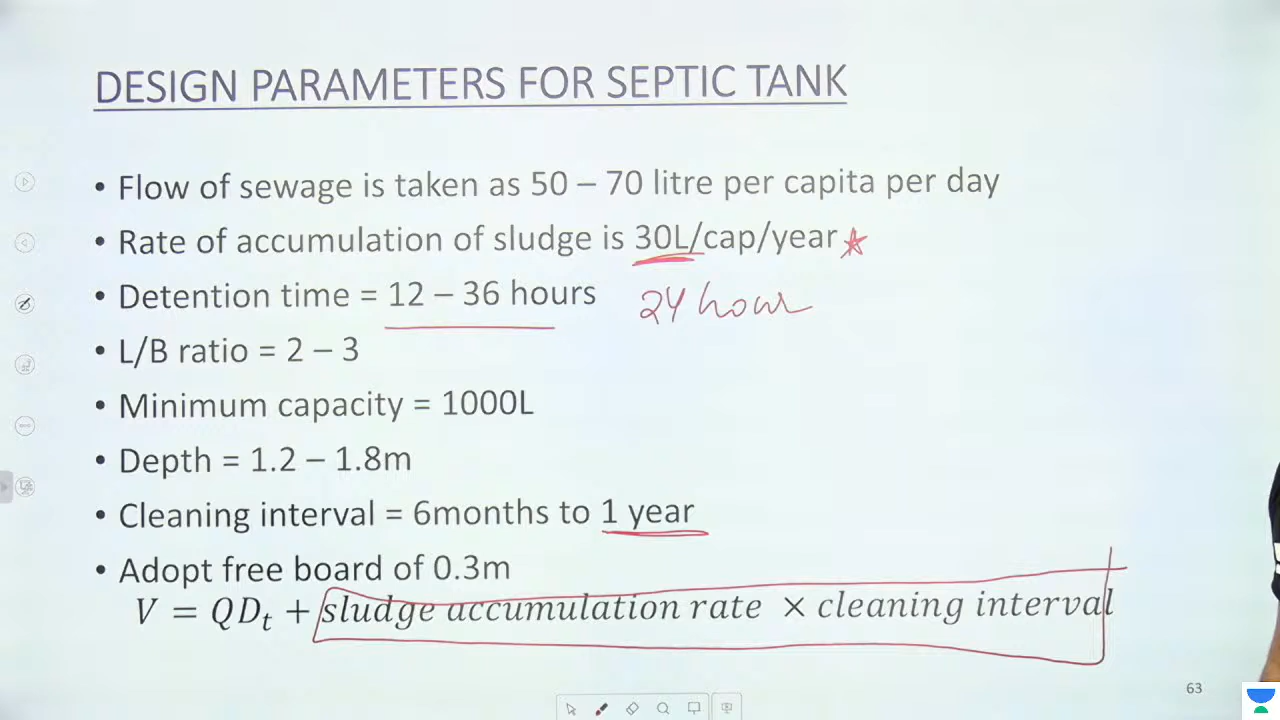 DESIGN PARAMETERS FOR SEPTIC TANK
• Flow of sewage is taken as 50 – 70 litre per capita per day
• Rate of accumulation of sludge is 30L/cap/year
• Detention time = 12 – 36 hours 24 hour
• L/B ratio = 2 – 3
• Minimum capacity = 1000L
• Depth = 1.2 – 1.8m
• Cleaning interval = 6months to 1 year
• Adopt free board of 0.3m
V = QDₜ + sludge accumulation rate × cleaning interval
63